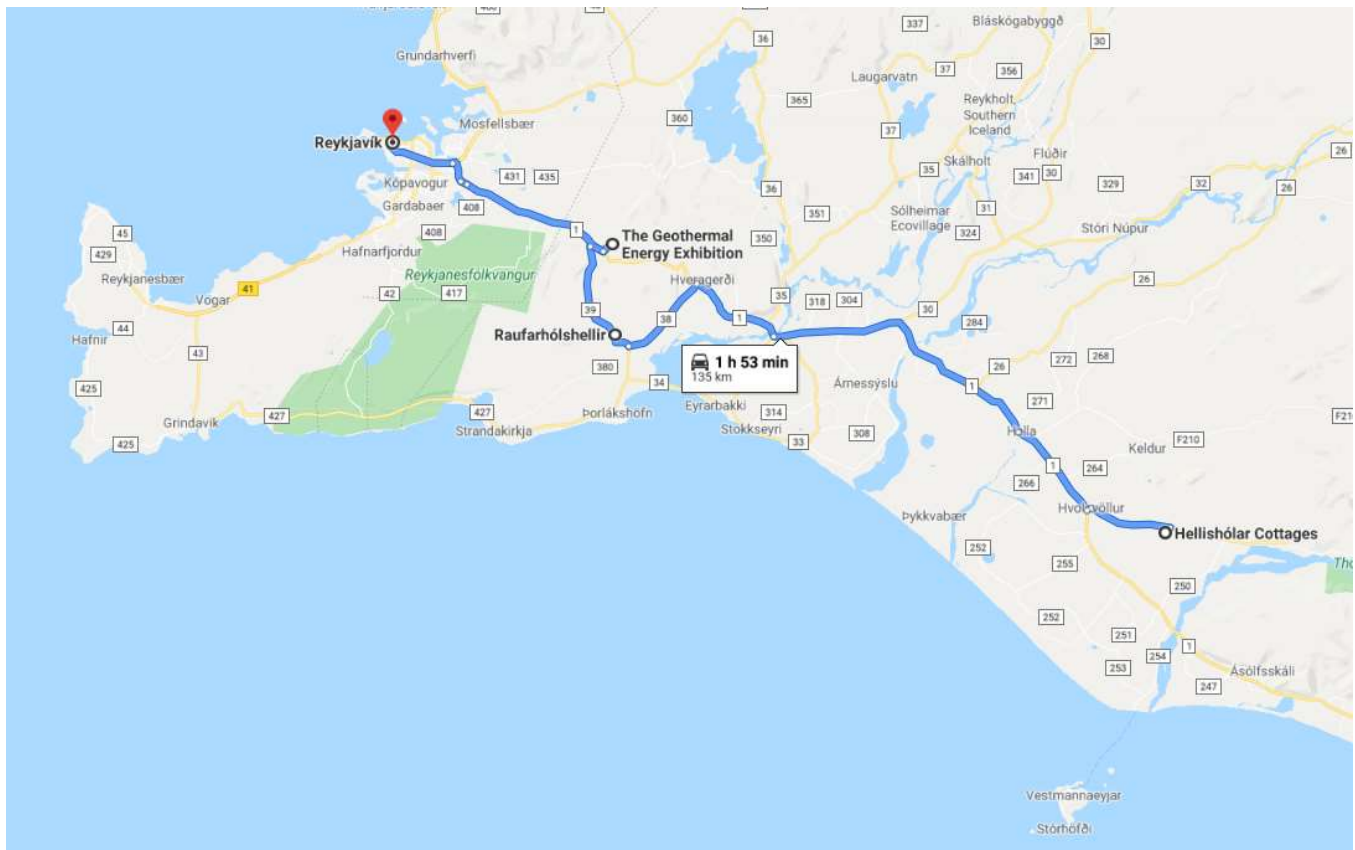 36
337
Bláskógabyggð
30
Grundarhverfi
37
356
Laugarvatn
365
Reykholt,
Southern
Iceland
360
Mosfellsbær
37
Reykjavík
Flúðir
26
Skálholt
35
341
30
329
32
26
431
435
36
Kópavogur
Gardabaer
408
351
31
Sólheimar
Ecovillage
45
408
1
324
Stóri Núpur
429
Hafnarfjordur
350
The Geothermal
Energy Exhibition
Reykjanesbær
Reykjanesfolkvangur
26
41
Vogar
42
417
Hveragerði
35
318
304
39
38
1
30
284
44
Hafnir
Raufarhólshellir
43
1 h 53 min
135 km
272
268
380
34
26
Árnessýslu
425
1
271
Eyrarbakki
427
427
Þorlákshöfn
314
Grindavík
Strandakirkja
Stokkseyri
308
Hella
F210
425
33
Keldur
1
264
266
Hvolsvöllur
Þykkvabær
Hellishólar Cottages
252
255
250
252
251
254
1
253
Ásólfsskáli
247
Vestmannaeyjar
Stórhöfði